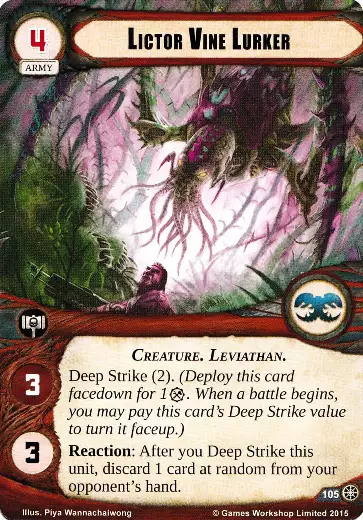 4
LICTOR VINE LURKER
ARMY
CREATURE. LEVIATHAN.
3
Deep Strike (2). (Deploy this card
facedown for 1. When a battle begins,
you may pay this card's Deep Strike value
to turn it faceup.)
3
Reaction: After you Deep Strike this
unit, discard 1 card at random from your
opponent's hand.
105
Illus. Piya Wannachaiwong
© Games Workshop Limited 2015